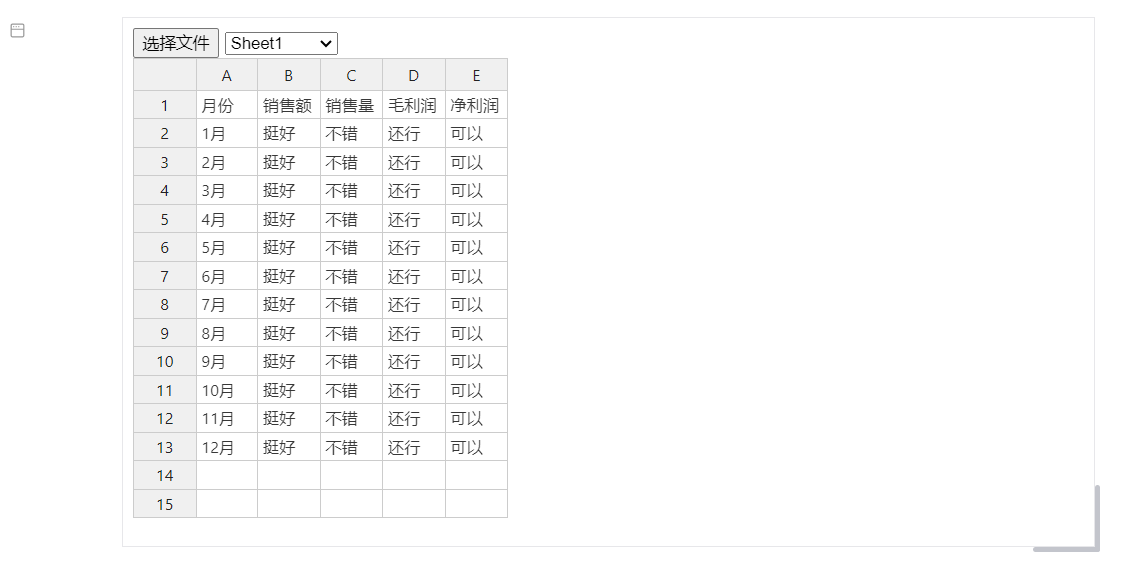 选择文件 Sheet1
A B C D E
1 月份 销售额 销售量 毛利润 净利润
2 1月 挺好 不错 还行 可以
3 2月 挺好 不错 还行 可以
4 3月 挺好 不错 还行 可以
5 4月 挺好 不错 还行 可以
6 5月 挺好 不错 还行 可以
7 6月 挺好 不错 还行 可以
8 7月 挺好 不错 还行 可以
9 8月 挺好 不错 还行 可以
10 9月 挺好 不错 还行 可以
11 10月 挺好 不错 还行 可以
12 11月 挺好 不错 还行 可以
13 12月 挺好 不错 还行 可以
14
15